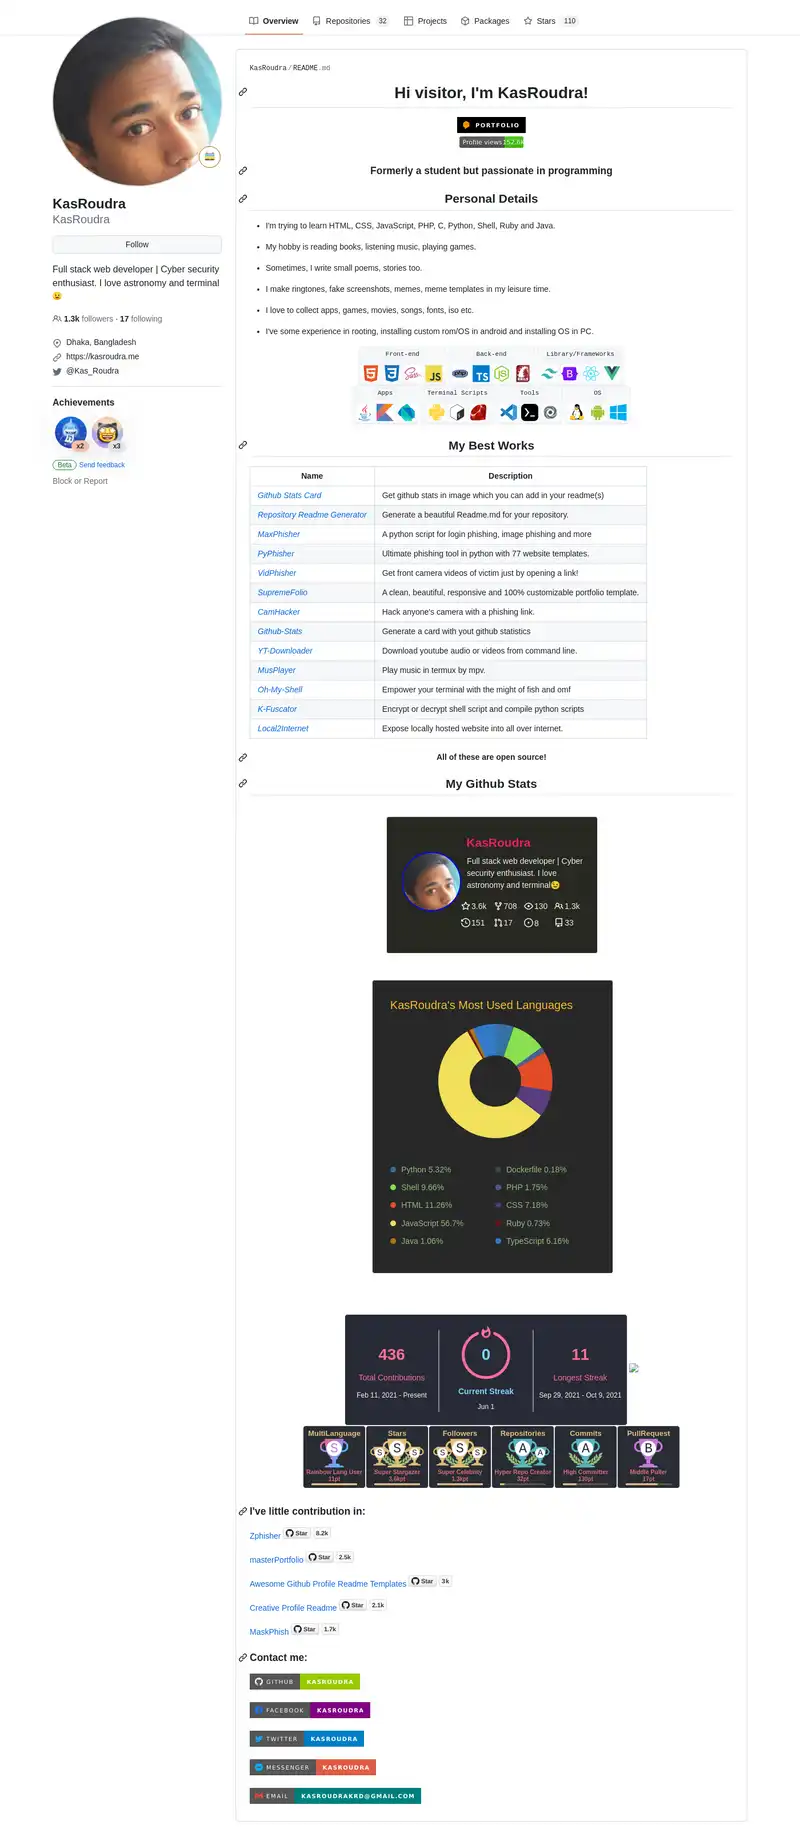 Overview
Repositories 32
Projects
Packages
Stars 110
KasRoudra
KasRoudra
Follow
Full stack web developer | Cyber security
enthusiast. I love astronomy and terminal
1.3k followers · 17 following
Dhaka, Bangladesh
https://kasroudra.me
@Kas_Roudra
Achievements
x2
x3
Beta Send feedback
Block or Report
KasRoudra / README.md
Hi visitor, I'm KasRoudra!
PORTFOLIO
Profile views 152.6k
Formerly a student but passionate in programming
Personal Details
• I'm trying to learn HTML, CSS, JavaScript, PHP, C, Python, Shell, Ruby and Java.
• My hobby is reading books, listening music, playing games.
• Sometimes, I write small poems, stories too.
• I make ringtones, fake screenshots, memes, meme templates in my leisure time.
• I love to collect apps, games, movies, songs, fonts, iso etc.
• I've some experience in rooting, installing custom rom/OS in android and installing OS in PC.
Front-end Back-end Library/FrameWorks
JS php TS JS
Apps Terminal Scripts Tools OS
My Best Works
Name Description
Github Stats Card Get github stats in image which you can add in your readme(s)
Repository Readme Generator Generate a beautiful Readme.md for your repository.
MaxPhisher A python script for login phishing, image phishing and more
PyPhisher Ultimate phishing tool in python with 77 website templates.
VidPhisher Get front camera videos of victim just by opening a link!
SupremeFolio A clean, beautiful, responsive and 100% customizable portfolio template.
CamHacker Hack anyone's camera with a phishing link.
Github-Stats Generate a card with yout github statistics
YT-Downloader Download youtube audio or videos from command line.
MusPlayer Play music in termux by mpv.
Oh-My-Shell Empower your terminal with the might of fish and omf
K-Fuscator Encrypt or decrypt shell script and compile python scripts
Local2Internet Expose locally hosted website into all over internet.
All of these are open source!
My Github Stats
KasRoudra
Full stack web developer | Cyber
security enthusiast. I love
astronomy and terminal
3.6k 708 130 1.3k
151 17 8 33
KasRoudra's Most Used Languages
Python 5.32% Dockerfile 0.18%
Shell 9.66% PHP 1.75%
HTML 11.26% CSS 7.18%
JavaScript 56.7% Ruby 0.73%
Java 1.06% TypeScript 6.16%
436
Total Contributions
Feb 11, 2021 - Present
0
Current Streak
Jun 1
11
Longest Streak
Sep 29, 2021 - Oct 9, 2021
MultiLanguage Stars Followers Repositories Commits PullRequest
S S S S S S S A A A B
Rainbow Lang User Super Stargazer Super Celebrity Hyper Repo Creator High Committer Middle Puller
11pt 3.6kpt 1.3kpt 32pt 130pt 17pt
I've little contribution in:
Zphisher Star 8.2k
masterPortfolio Star 2.5k
Awesome Github Profile Readme Templates Star 3k
Creative Profile Readme Star 2.1k
MaskPhish Star 1.7k
Contact me:
GITHUB KASROUDRA
FACEBOOK KASROUDRA
TWITTER KASROUDRA
MESSENGER KASROUDRA
EMAIL KASROUDRAKRD@GMAIL.COM